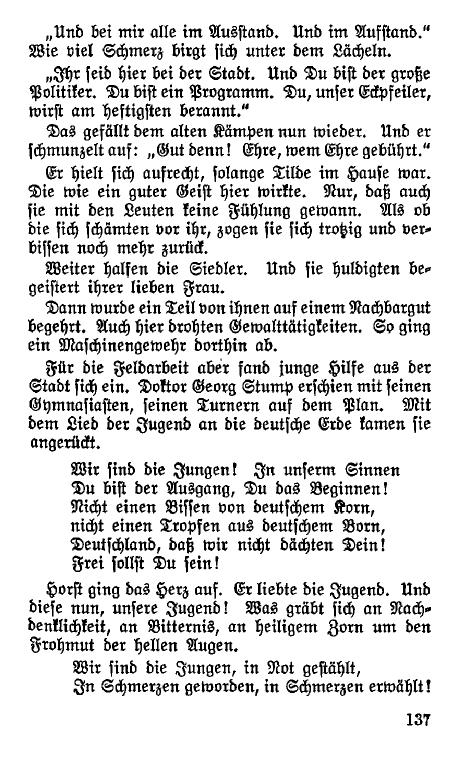 „Und bei mir alle im Ausstand. Und im Aufstand.“
Wie viel Schmerz birgt sich unter dem Lächeln.
„Ihr seid hier bei der Stadt. Und Du bist der große
Politiker. Du bist ein Programm. Du, unser Eckpfeiler,
wirst am heftigsten berannt.“
Das gefällt dem alten Kämpen nun wieder. Und er
schmunzelt auf: „Gut denn! Ehre, wem Ehre gebührt.“
Er hielt sich aufrecht, solange Tilde im Hause war.
Die wie ein guter Geist hier wirkte. Nur, daß auch
sie mit den Leuten keine Fühlung gewann. Als ob
die sich schämten vor ihr, zogen sie sich trotzig und ver-
bissen noch mehr zurück.
Weiter halfen die Siedler. Und sie huldigten be-
geistert ihrer lieben Frau.
Dann wurde ein Teil von ihnen auf einem Nachbargut
begehrt. Auch hier drohten Gewalttätigkeiten. So ging
ein Maschinengewehr dorthin ab.
Für die Feldarbeit aber fand junge Hilfe aus der
Stadt sich ein. Doktor Georg Stump erschien mit seinen
Gymnasiasten, seinen Turnern auf dem Plan. Mit
dem Lied der Jugend an die deutsche Erde kamen sie
angerückt.
Wir sind die Jungen! In unserm Sinnen
Du bist der Ausgang, Du das Beginnen!
Nicht einen Bissen von deutschem Korn,
nicht einen Tropfen aus deutschem Born,
Deutschland, daß wir nicht dächten Dein!
Frei sollst Du sein!
Horst ging das Herz auf. Er liebte die Jugend. Und
diese nun, unsere Jugend! Was gräbt sich an Nach-
denklichkeit, an Bitternis, an heiligem Zorn um den
Frohmut der hellen Augen.
Wir sind die Jungen, in Not gestählt,
In Schmerzen geworden, in Schmerzen erwählt!
137